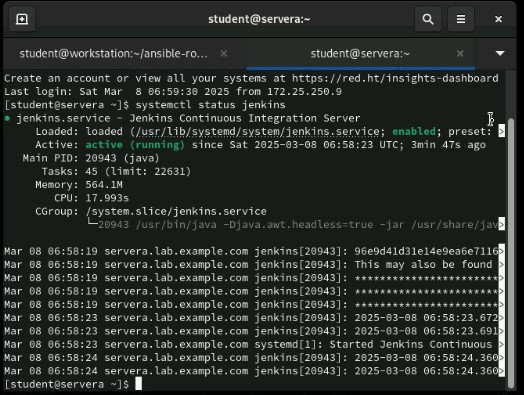 student@servera:~
student@workstation:~/ansible-ro...
student@servera:~
Create an account or view all your systems at https://red.ht/insights-dashboard
Last login: Sat Mar  8 06:59:30 2025 from 172.25.250.9
[student@servera ~]$ systemctl status jenkins
● jenkins.service - Jenkins Continuous Integration Server
     Loaded: loaded (/usr/lib/systemd/system/jenkins.service; enabled; preset: >
     Active: active (running) since Sat 2025-03-08 06:58:23 UTC; 3min 47s ago
   Main PID: 20943 (java)
      Tasks: 45 (limit: 22631)
     Memory: 564.1M
        CPU: 17.993s
     CGroup: /system.slice/jenkins.service
             └─20943 /usr/bin/java -Djava.awt.headless=true -jar /usr/share/jav>
Mar 08 06:58:19 servera.lab.example.com jenkins[20943]: 96e9d41d31e14e9ea6e7116>
Mar 08 06:58:19 servera.lab.example.com jenkins[20943]: This may also be found >
Mar 08 06:58:19 servera.lab.example.com jenkins[20943]: ***********************>
Mar 08 06:58:19 servera.lab.example.com jenkins[20943]: ***********************>
Mar 08 06:58:19 servera.lab.example.com jenkins[20943]: ***********************>
Mar 08 06:58:23 servera.lab.example.com jenkins[20943]: 2025-03-08 06:58:23.672>
Mar 08 06:58:23 servera.lab.example.com jenkins[20943]: 2025-03-08 06:58:23.691>
Mar 08 06:58:23 servera.lab.example.com systemd[1]: Started Jenkins Continuous >
Mar 08 06:58:24 servera.lab.example.com jenkins[20943]: 2025-03-08 06:58:24.360>
Mar 08 06:58:24 servera.lab.example.com jenkins[20943]: 2025-03-08 06:58:24.360>
[student@servera ~]$